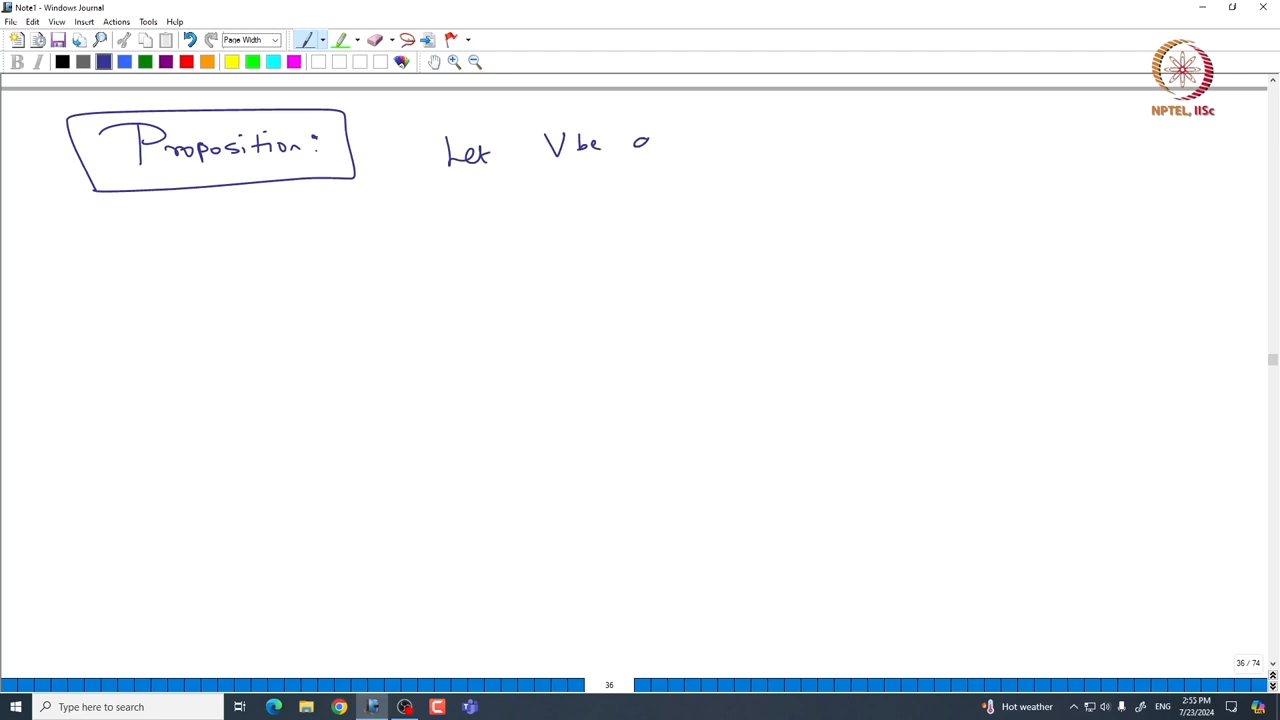 Note1 - Windows Journal
File Edit View Insert Actions Tools Help
Page Width
B I
NPTEL, IISc
Proposition: Let V be a
36 / 74
36
Type here to search
Hot weather
ENG
2:55 PM
7/23/2024